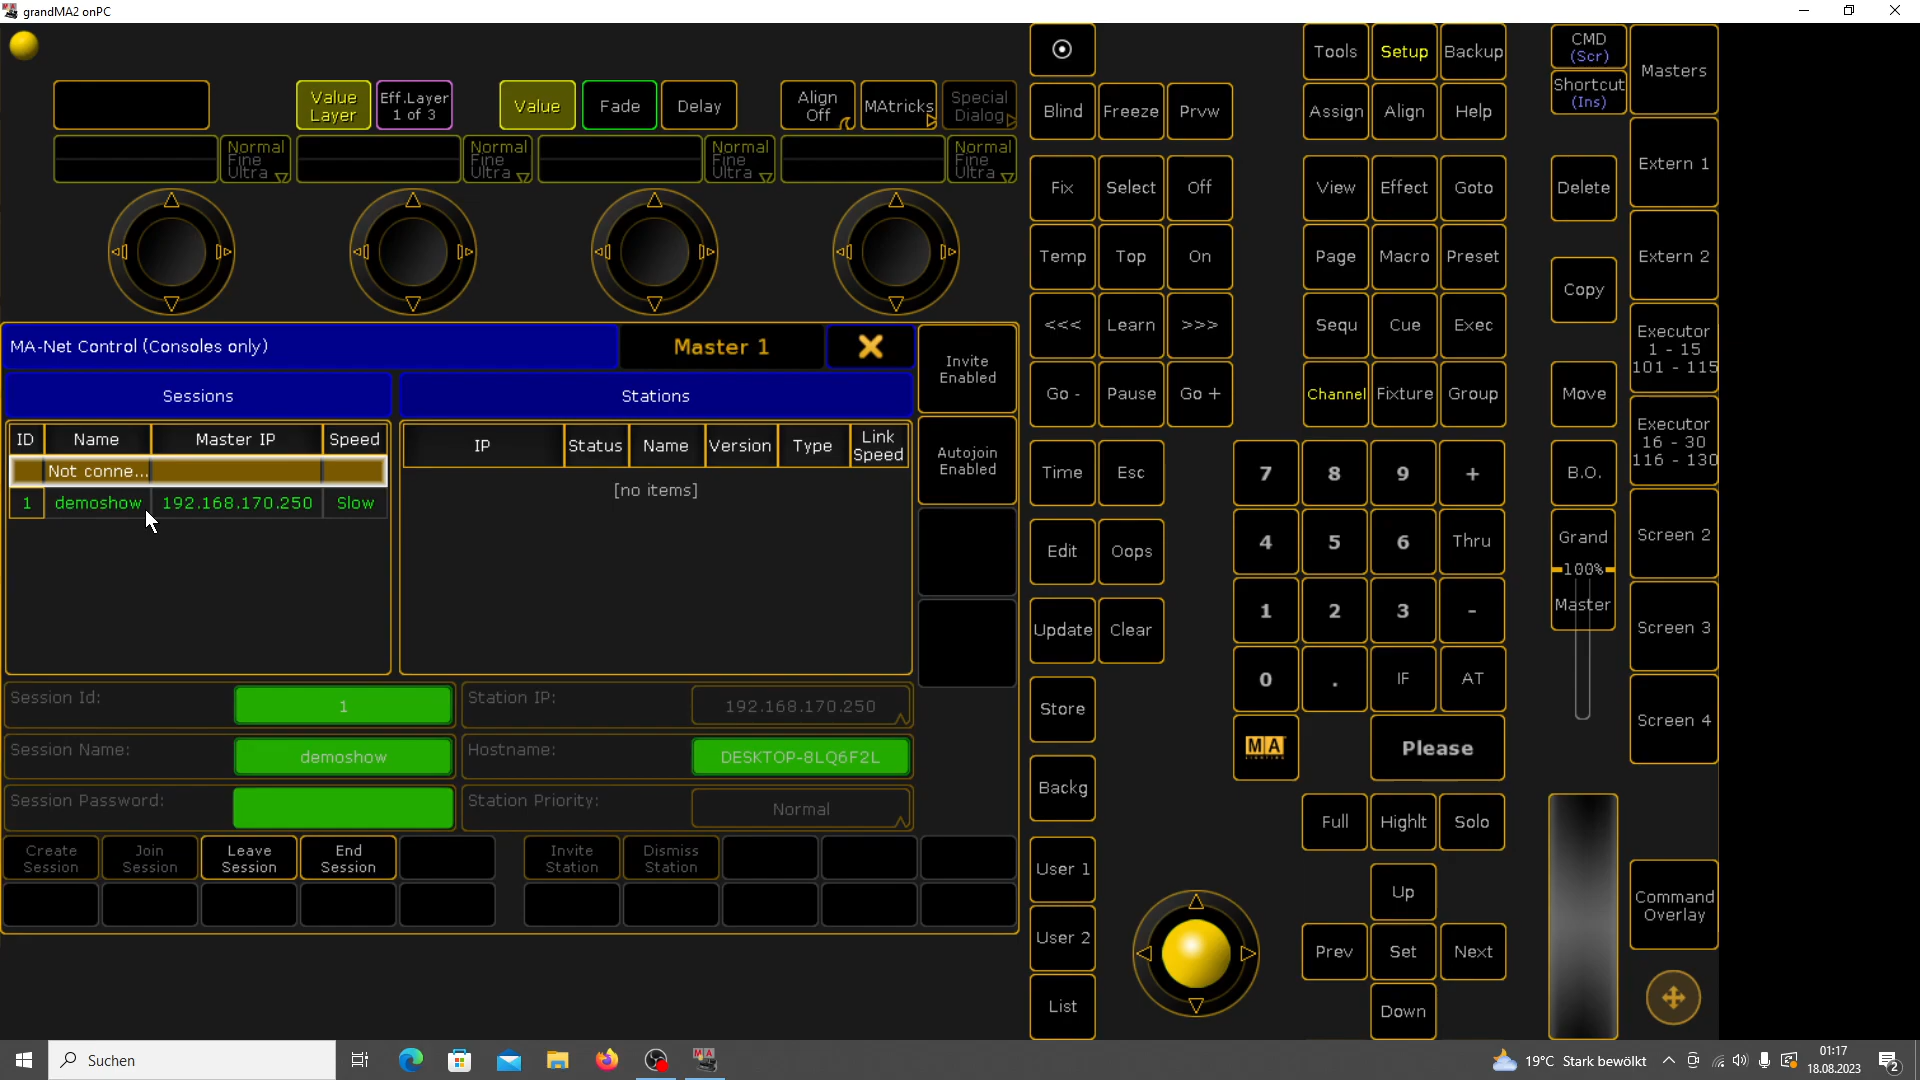 grandMA2 onPC
Value
Layer
Eff.Layer
1 of 3
Value
Fade
Delay
Align
Off
MAtricks
Special
Dialog
Normal
Fine
Ultra
Normal
Fine
Ultra
Normal
Fine
Ultra
Normal
Fine
Ultra
MA-Net Control (Consoles only)
Master 1
Invite
Enabled
Autojoin
Enabled
Sessions
Stations
ID Name Master IP Speed
Not conne...
1 demoshow 192.168.170.250 Slow
IP Status Name Version Type Link
Speed
[no items]
Session Id: 1
Station IP: 192.168.170.250
Session Name: demoshow
Hostname: DESKTOP-8LQ6F2L
Session Password:
Station Priority: Normal
Create
Session
Join
Session
Leave
Session
End
Session
Invite
Station
Dismiss
Station
Tools Setup Backup
Blind Freeze Prvw
Assign Align Help
Fix Select Off
View Effect Goto
Temp Top On
Page Macro Preset
<<< Learn >>>
Sequ Cue Exec
Go - Pause Go +
Channel Fixture Group
Time Esc
7 8 9 +
Edit Oops
4 5 6 Thru
Update Clear
1 2 3 -
0 . IF AT
Store
MA
LIGHTING
Please
Backg
Full Highlt Solo
User 1
Up
User 2
Prev Set Next
List
Down
CMD
(Scr)
Shortcut
(Ins)
Delete
Copy
Move
B.O.
Grand
100%
Master
Masters
Extern 1
Extern 2
Executor
1 - 15
101 - 115
Executor
16 - 30
116 - 130
Screen 2
Screen 3
Screen 4
Command
Overlay
Suchen
MA
19°C Stark bewölkt
01:17
18.08.2023
2